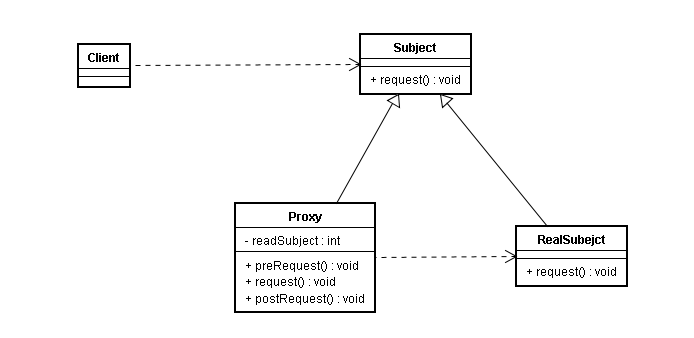 Client
Subject
+ request() : void
Proxy
- readSubject : int
+ preRequest() : void
+ request() : void
+ postRequest() : void
RealSubejct
+ request() : void